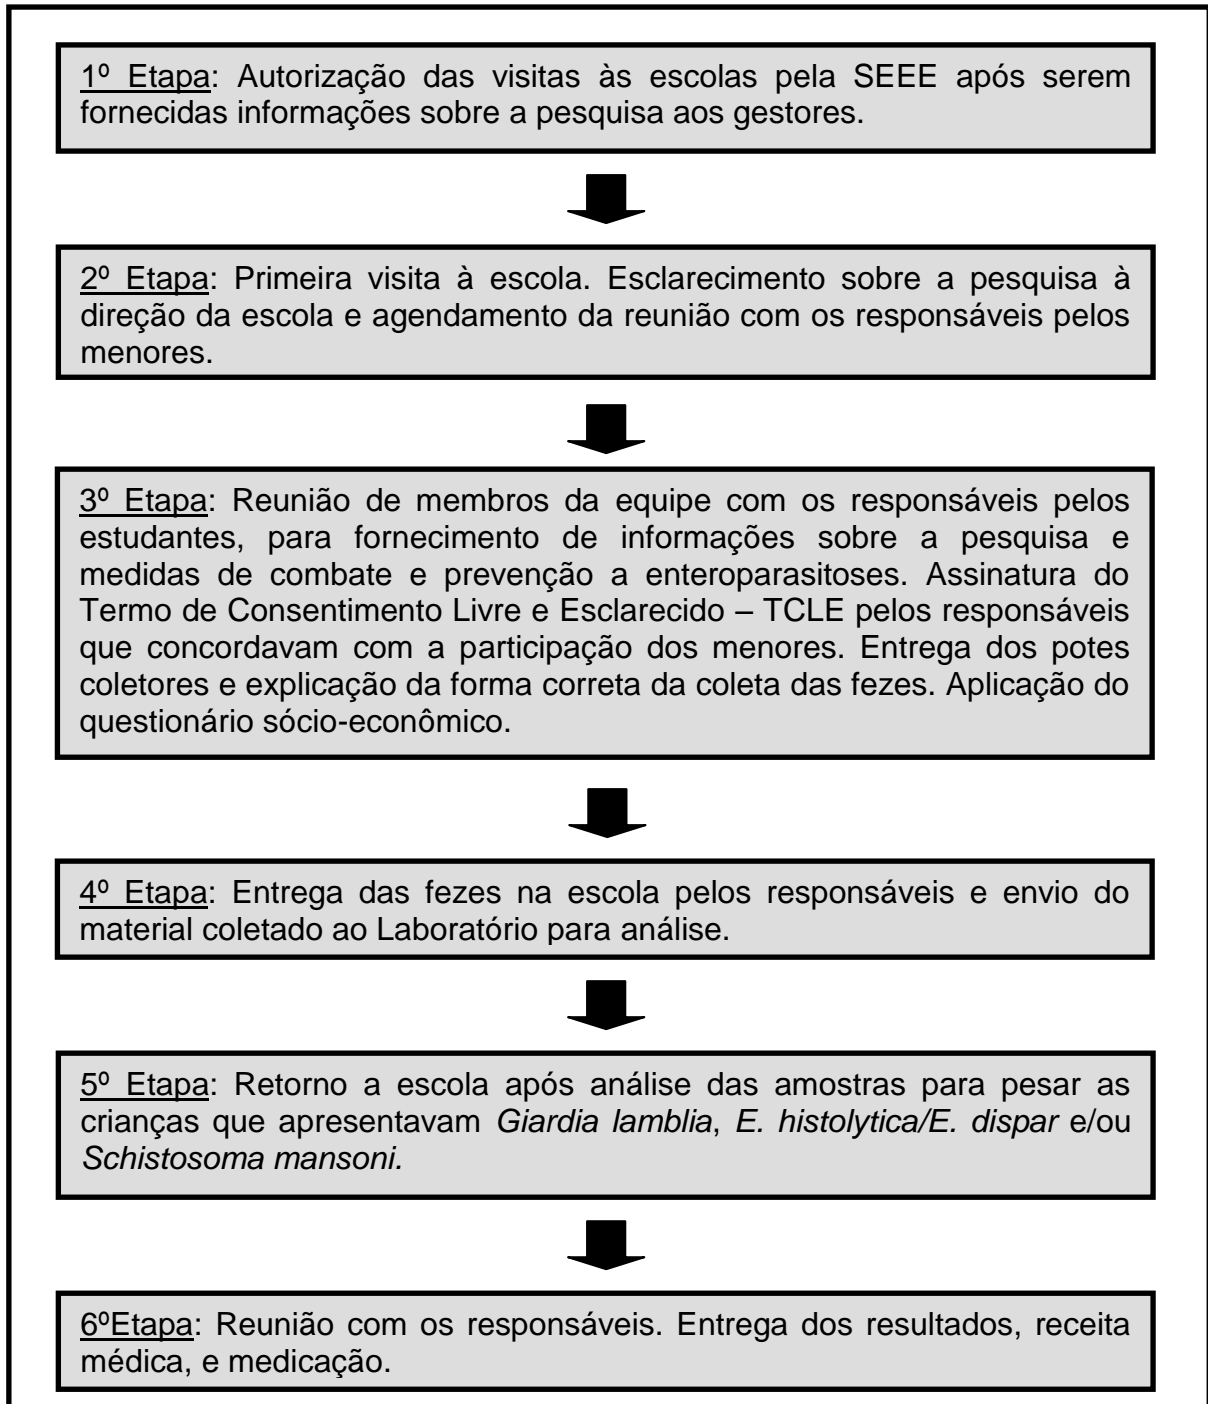 1º Etapa: Autorização das visitas às escolas pela SEEE após serem
fornecidas informações sobre a pesquisa aos gestores.
2º Etapa: Primeira visita à escola. Esclarecimento sobre a pesquisa à
direção da escola e agendamento da reunião com os responsáveis pelos
menores.
3º Etapa: Reunião de membros da equipe com os responsáveis pelos
estudantes, para fornecimento de informações sobre a pesquisa e
medidas de combate e prevenção a enteroparasitoses. Assinatura do
Termo de Consentimento Livre e Esclarecido – TCLE pelos responsáveis
que concordavam com a participação dos menores. Entrega dos potes
coletores e explicação da forma correta da coleta das fezes. Aplicação do
questionário sócio-econômico.
4º Etapa: Entrega das fezes na escola pelos responsáveis e envio do
material coletado ao Laboratório para análise.
5º Etapa: Retorno a escola após análise das amostras para pesar as
crianças que apresentavam Giardia lamblia, E. histolytica/E. dispar e/ou
Schistosoma mansoni.
6ºEtapa: Reunião com os responsáveis. Entrega dos resultados, receita
médica, e medicação.